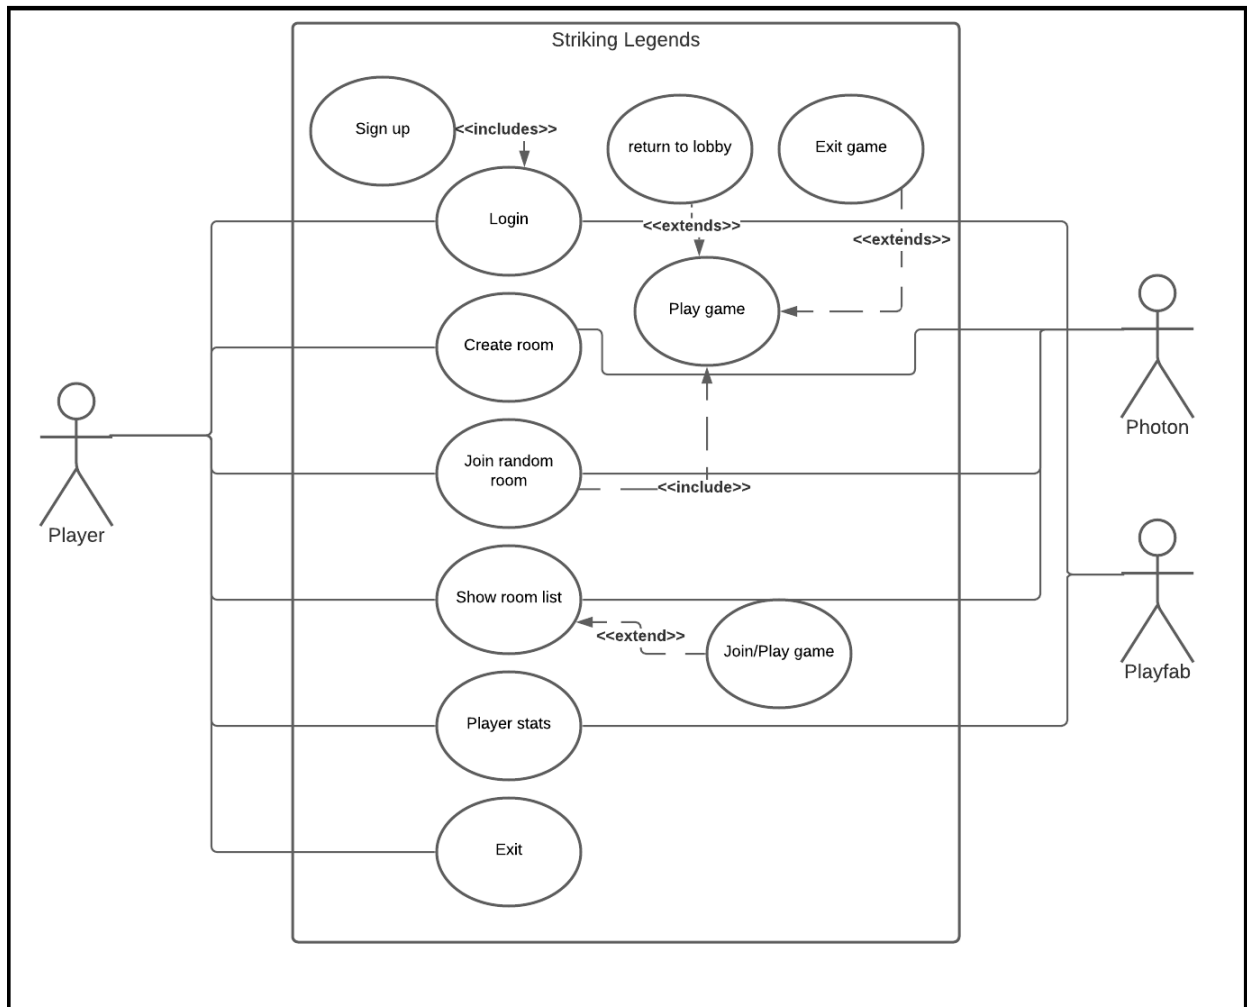 Striking Legends
Sign up
<<includes>>
return to lobby
Exit game
Login
<<extends>>
<<extends>>
Play game
Create room
Photon
Join random
room
<<include>>
Player
Show room list
<<extend>>
Join/Play game
Playfab
Player stats
Exit